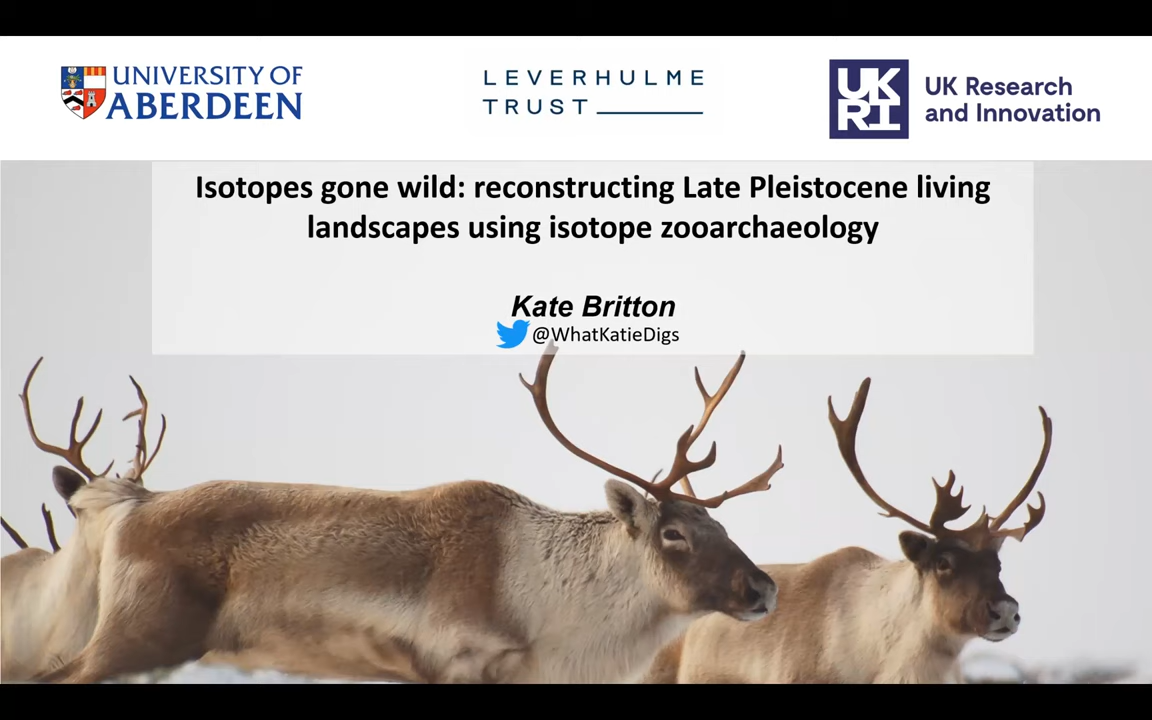 UNIVERSITY OF
ABERDEEN
LEVERHULME
TRUST
UK
RI
UK Research
and Innovation
Isotopes gone wild: reconstructing Late Pleistocene living
landscapes using isotope zooarchaeology
Kate Britton
@WhatKatieDigs